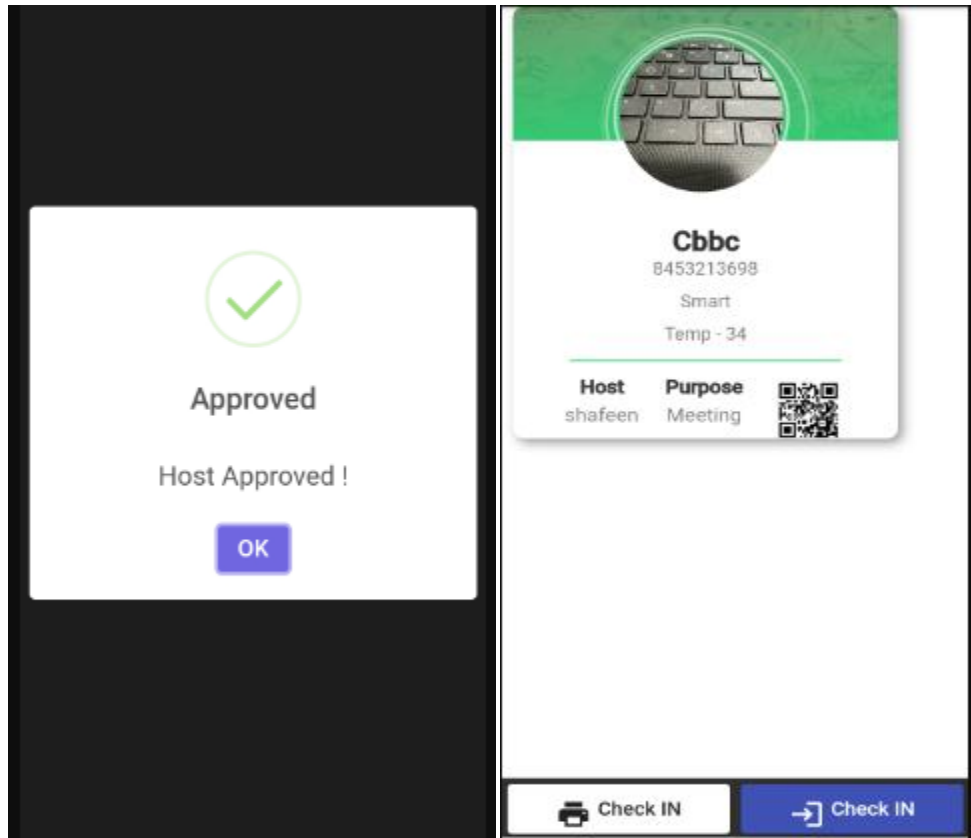 Approved
Host Approved !
OK
Cbbc
8453213698
Smart
Temp - 34
Host Purpose
shafeen Meeting
Check IN Check IN